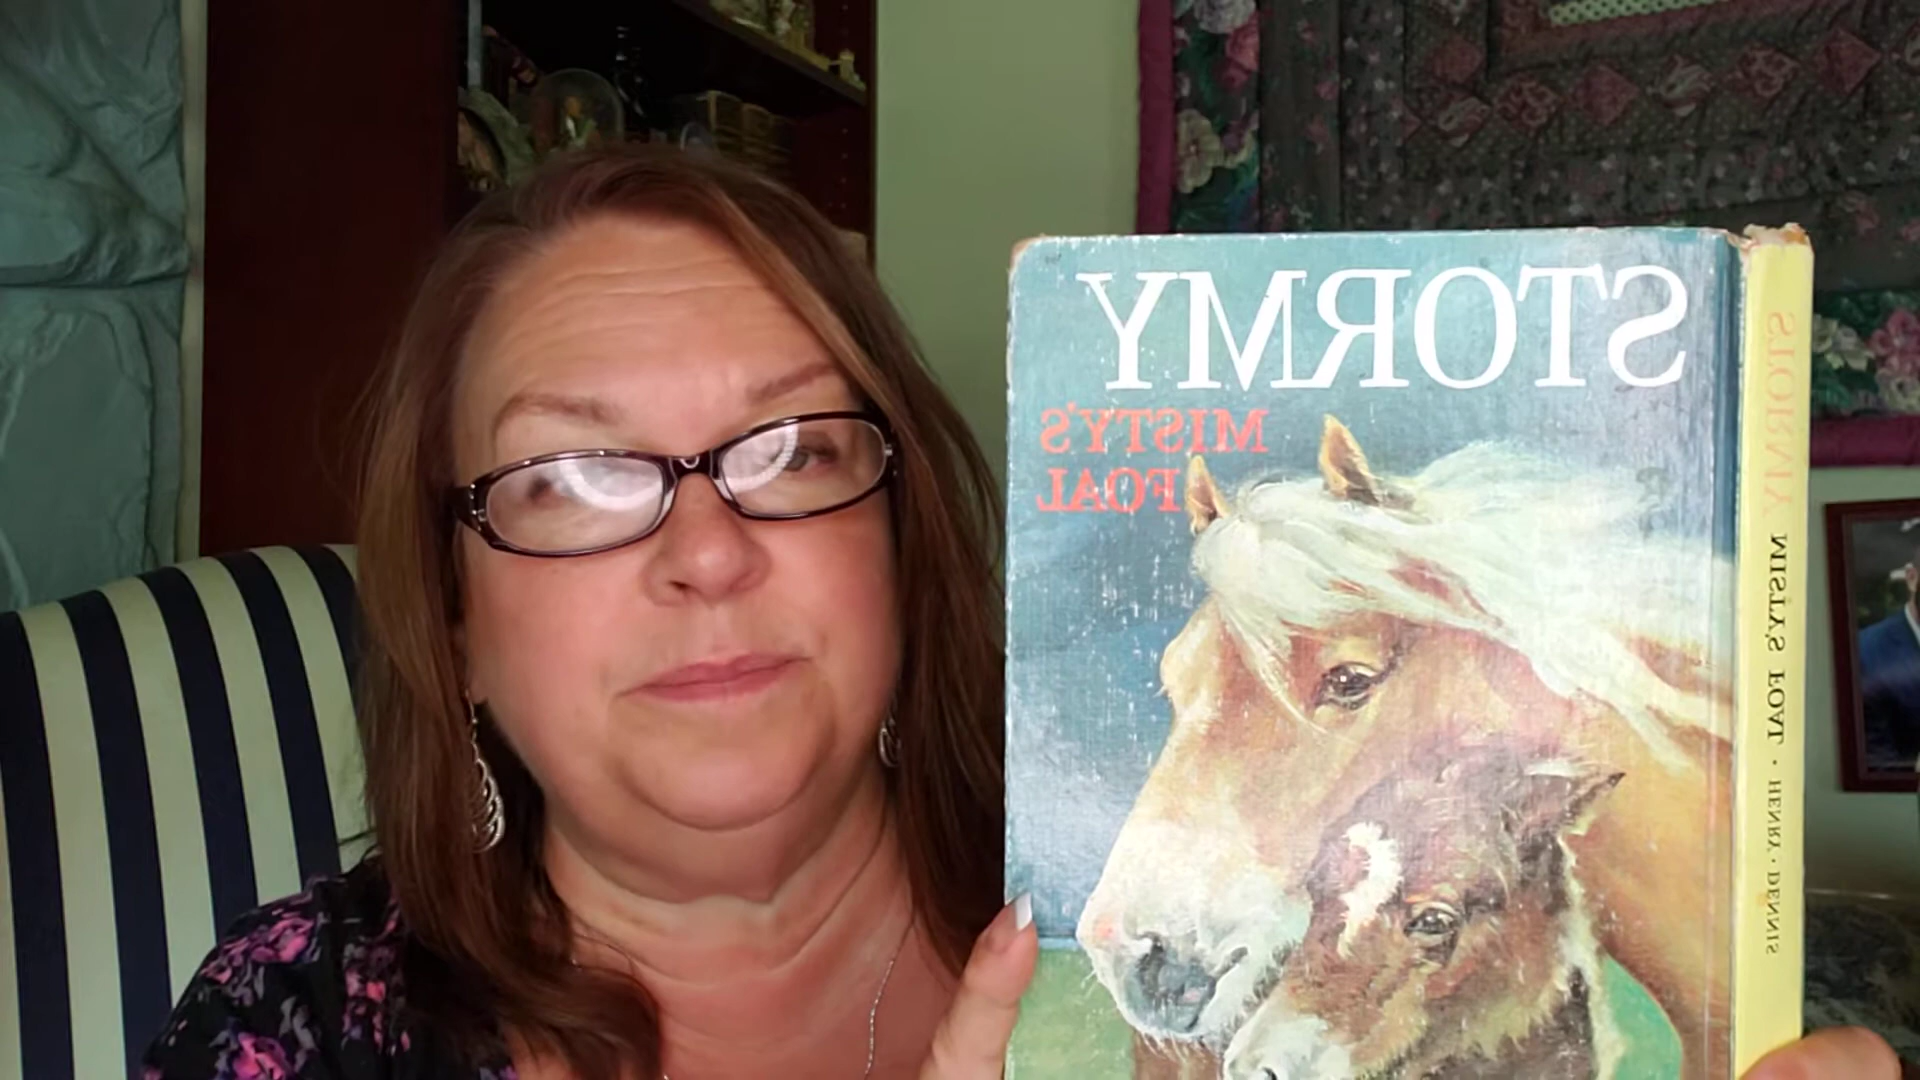 STORMY
MISTY'S
FOAL
STORMY MISTY'S FOAL · HENRY · DENNIS